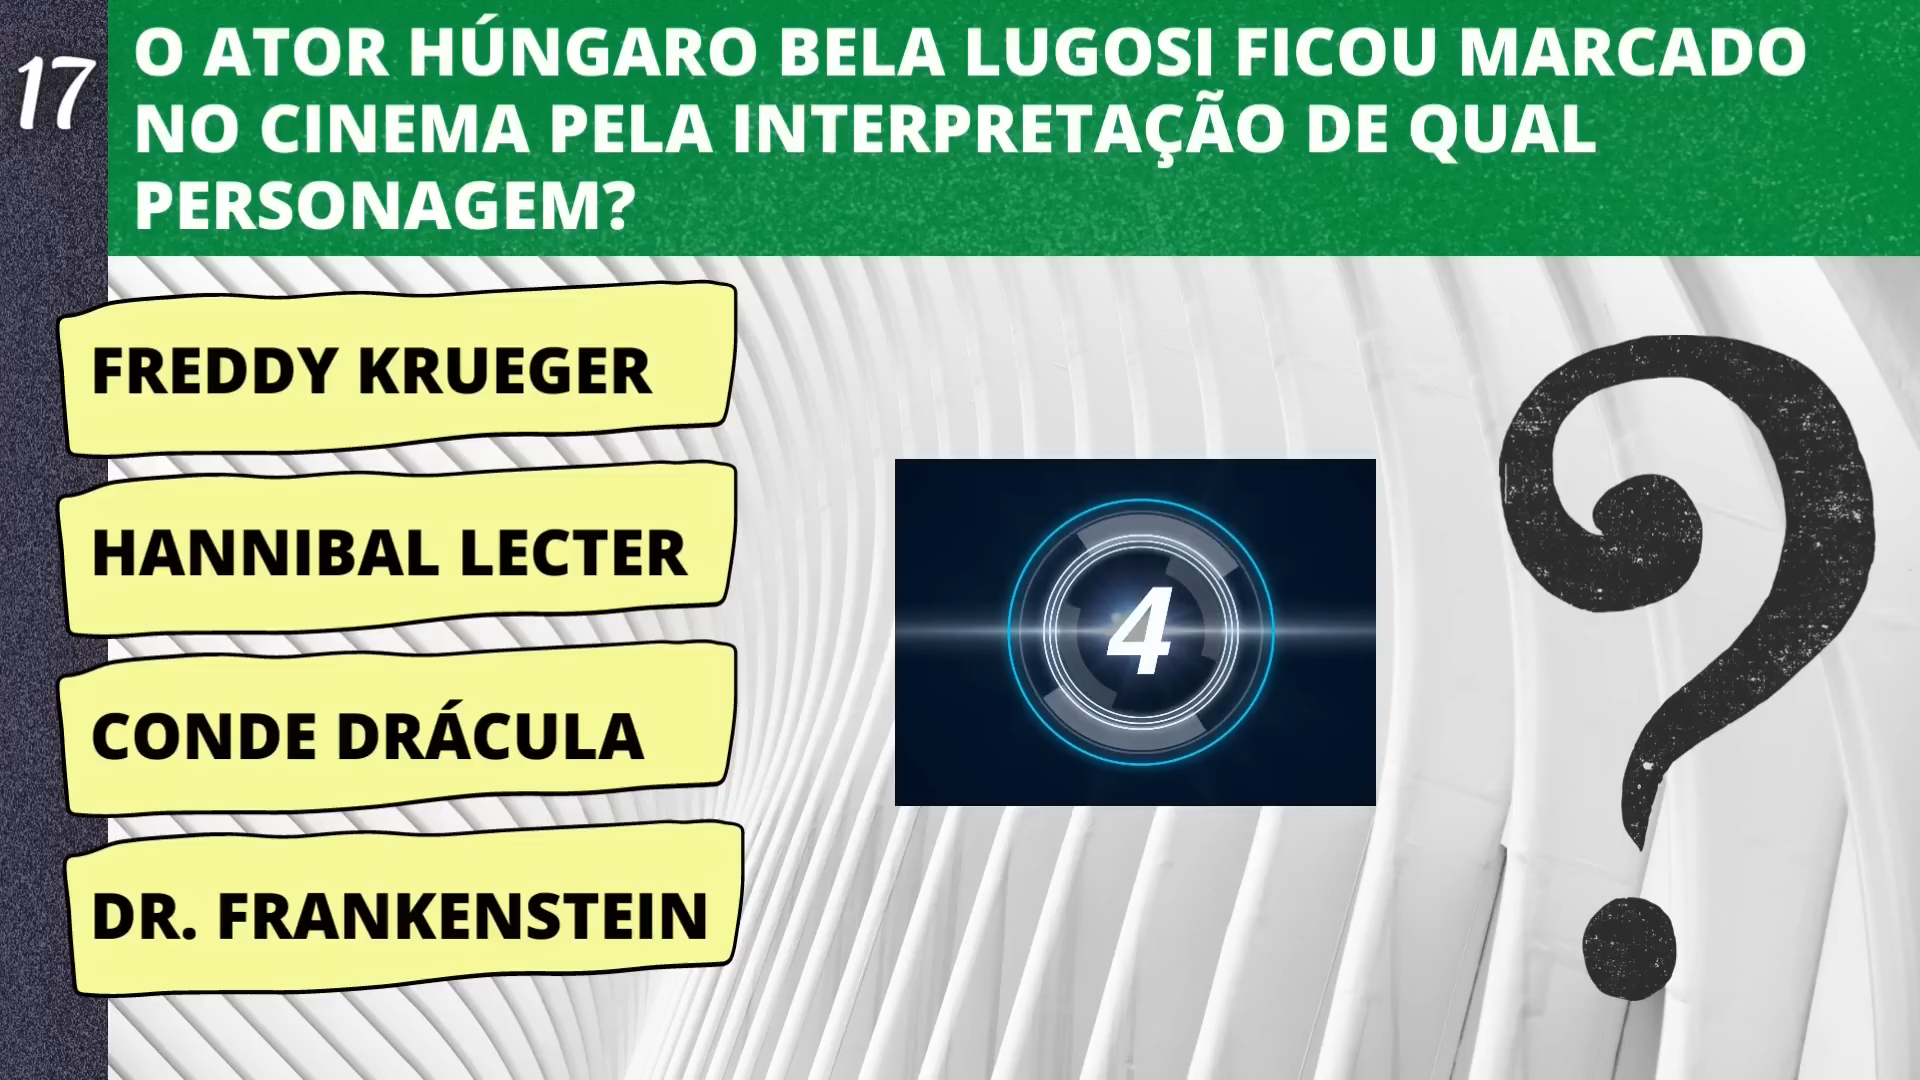 17
O ATOR HÚNGARO BELA LUGOSI FICOU MARCADO
NO CINEMA PELA INTERPRETAÇÃO DE QUAL
PERSONAGEM?
FREDDY KRUEGER
HANNIBAL LECTER
CONDE DRÁCULA
DR. FRANKENSTEIN
4
?